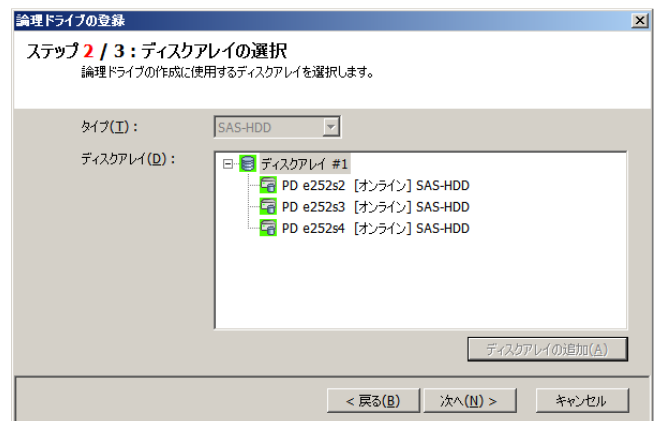 論理ドライブの登録
ステップ 2 / 3 : ディスクアレイの選択
論理ドライブの作成に使用するディスクアレイを選択します。
タイプ(T) : SAS-HDD
ディスクアレイ(D) : ディスクアレイ #1
PD e252s2 [オンライン] SAS-HDD
PD e252s3 [オンライン] SAS-HDD
PD e252s4 [オンライン] SAS-HDD
ディスクアレイの追加(A)
< 戻る(B) 次へ(N) > キャンセル